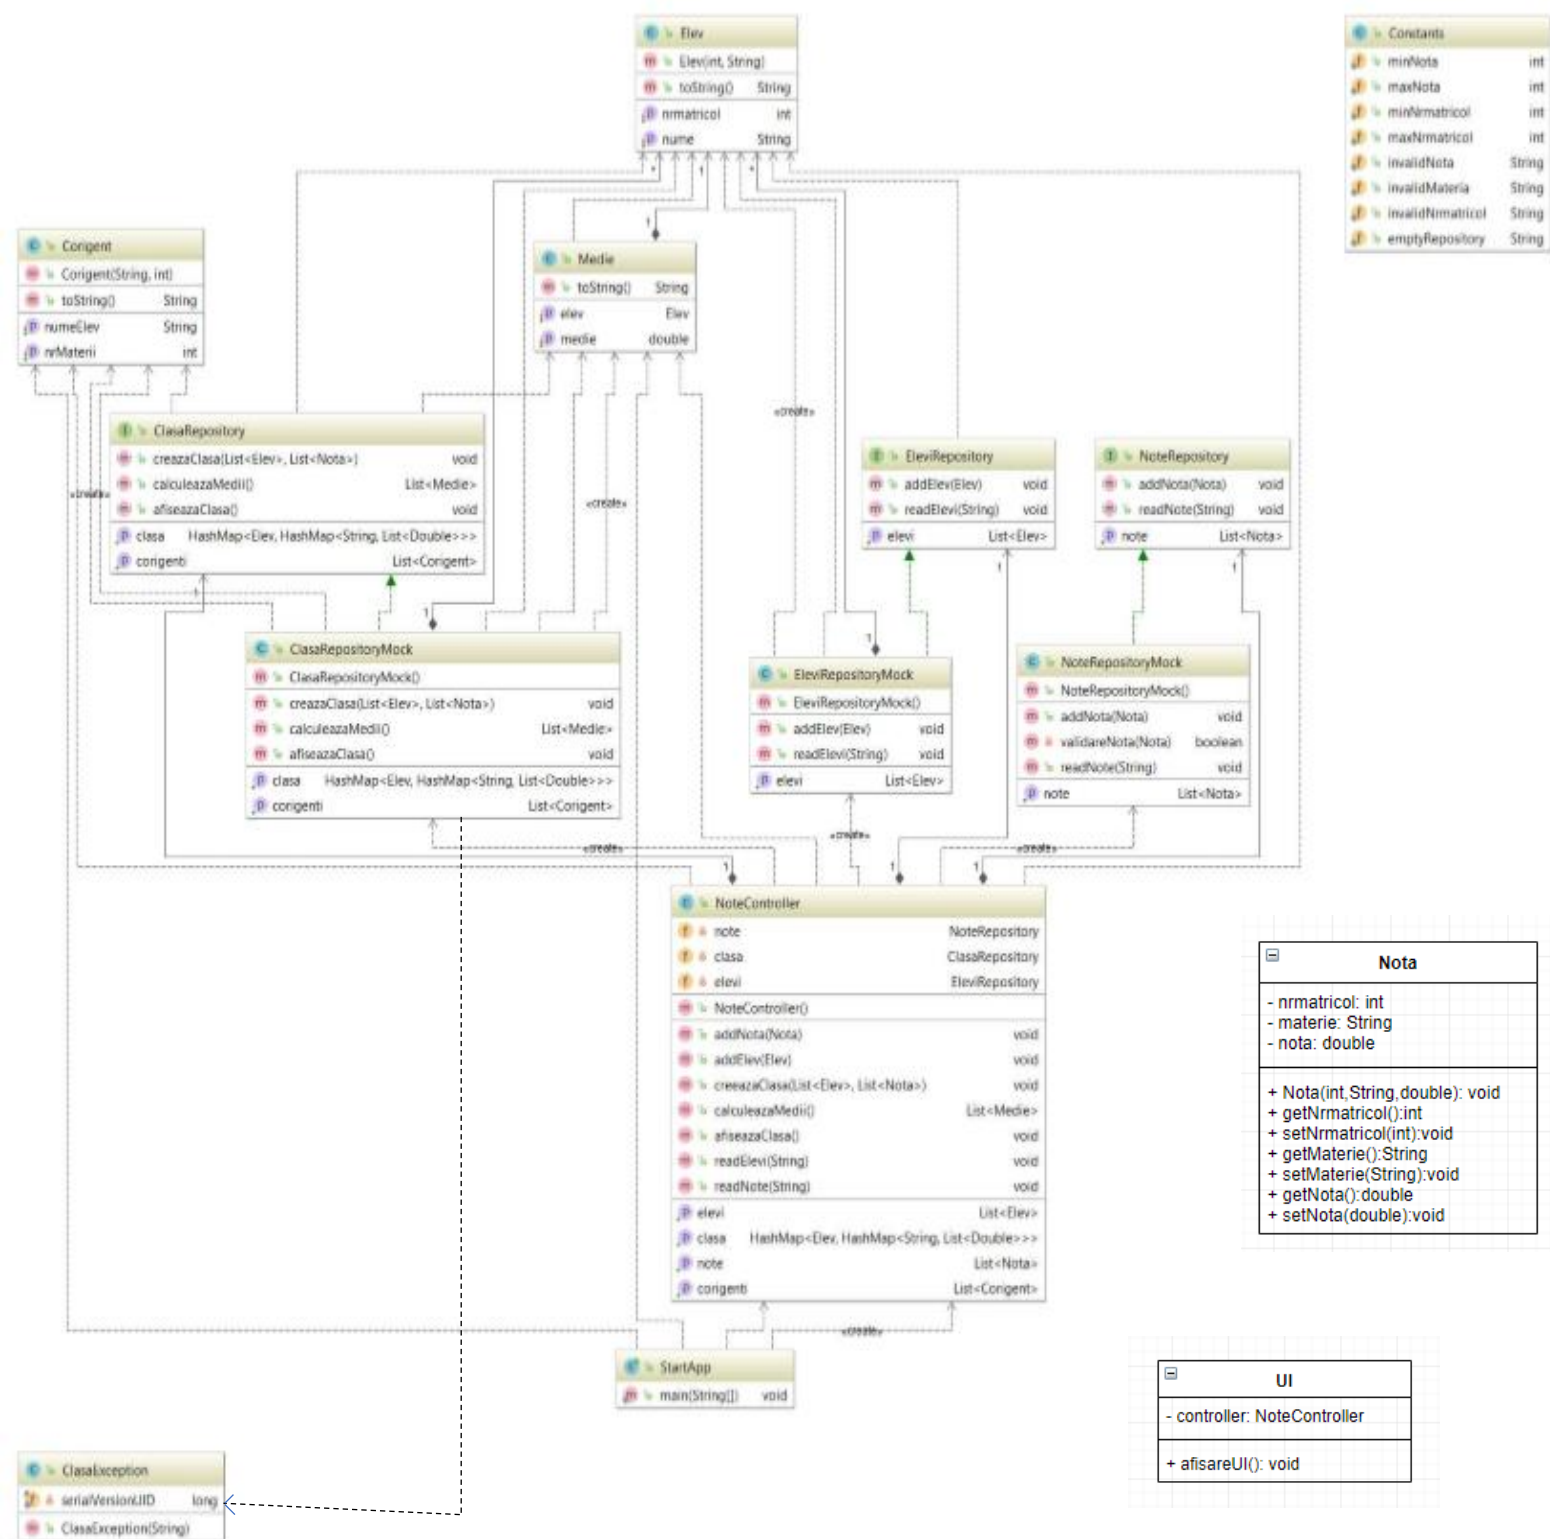 Elev
Elev(int, String)
toString() String
nrmatricol int
nume String
Constants
minNota int
maxNota int
minNrmatricol int
maxNrmatricol int
invalidNota String
invalidMateria String
invalidNrmatricol String
emptyRepository String
Corigent
Corigent(String, int)
toString() String
numeElev String
nrMaterii int
Medie
toString() String
elev Elev
medie double
* 1 *
1
«create»
ClasaRepository
creazaClasa(List<Elev>, List<Nota>) void
calculeazaMedii() List<Medie>
afiseazaClasa() void
clasa HashMap<Elev, HashMap<String, List<Double>>>
corigenti List<Corigent>
«create»
«create»
EleviRepository
addElev(Elev) void
readElevi(String) void
elevi List<Elev>
NoteRepository
addNota(Nota) void
readNote(String) void
note List<Nota>
1 1 1
1 1
ClasaRepositoryMock
ClasaRepositoryMock()
creazaClasa(List<Elev>, List<Nota>) void
calculeazaMedii() List<Medie>
afiseazaClasa() void
clasa HashMap<Elev, HashMap<String, List<Double>>>
corigenti List<Corigent>
EleviRepositoryMock
EleviRepositoryMock()
addElev(Elev) void
readElevi(String) void
elevi List<Elev>
NoteRepositoryMock
NoteRepositoryMock()
addNota(Nota) void
validareNota(Nota) boolean
readNote(String) void
note List<Nota>
«create» «create» «create»
1 1 1
NoteController
note NoteRepository
clasa ClasaRepository
elevi EleviRepository
NoteController()
addNota(Nota) void
addElev(Elev) void
creeazaClasa(List<Elev>, List<Nota>) void
calculeazaMedii() List<Medie>
afiseazaClasa() void
readElevi(String) void
readNote(String) void
elevi List<Elev>
clasa HashMap<Elev, HashMap<String, List<Double>>>
note List<Nota>
corigenti List<Corigent>
«create»
Nota
- nrmatricol: int
- materie: String
- nota: double
+ Nota(int,String,double): void
+ getNrmatricol():int
+ setNrmatricol(int):void
+ getMaterie():String
+ setMaterie(String):void
+ getNota():double
+ setNota(double):void
StartApp
main(String[]) void
UI
- controller: NoteController
+ afisareUI(): void
ClasaException
serialVersionUID long
ClasaException(String)